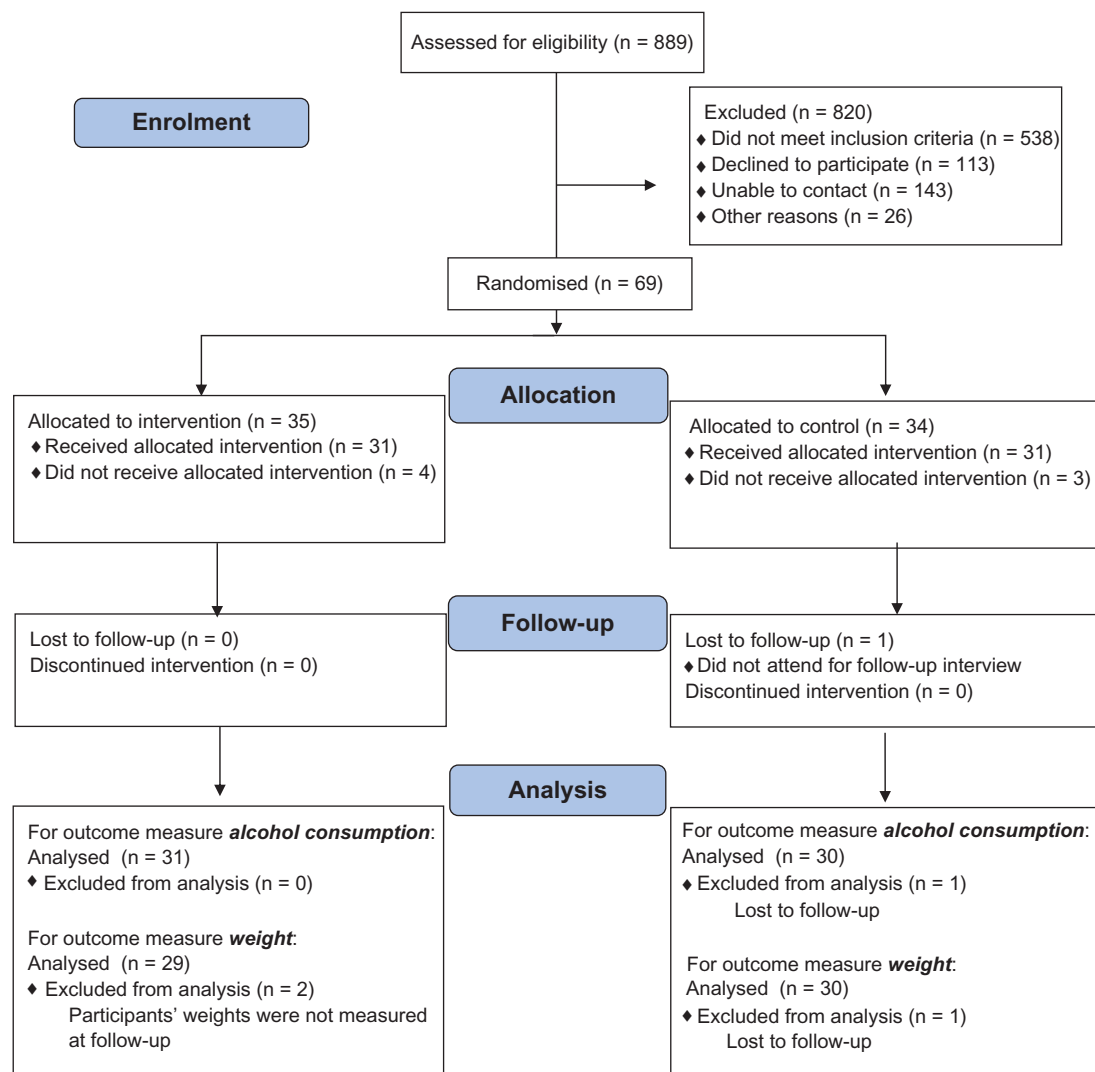 Assessed for eligibility (n = 889)
Enrolment
Excluded (n = 820)
♦ Did not meet inclusion criteria (n = 538)
♦ Declined to participate (n = 113)
♦ Unable to contact (n = 143)
♦ Other reasons (n = 26)
Randomised (n = 69)
Allocation
Allocated to intervention (n = 35)
♦ Received allocated intervention (n = 31)
♦ Did not receive allocated intervention (n = 4)
Allocated to control (n = 34)
♦ Received allocated intervention (n = 31)
♦ Did not receive allocated intervention (n = 3)
Follow-up
Lost to follow-up (n = 0)
Discontinued intervention (n = 0)
Lost to follow-up (n = 1)
♦ Did not attend for follow-up interview
Discontinued intervention (n = 0)
Analysis
For outcome measure alcohol consumption:
Analysed (n = 31)
♦ Excluded from analysis (n = 0)
For outcome measure weight:
Analysed (n = 29)
♦ Excluded from analysis (n = 2)
Participants' weights were not measured
at follow-up
For outcome measure alcohol consumption:
Analysed (n = 30)
♦ Excluded from analysis (n = 1)
Lost to follow-up
For outcome measure weight:
Analysed (n = 30)
♦ Excluded from analysis (n = 1)
Lost to follow-up